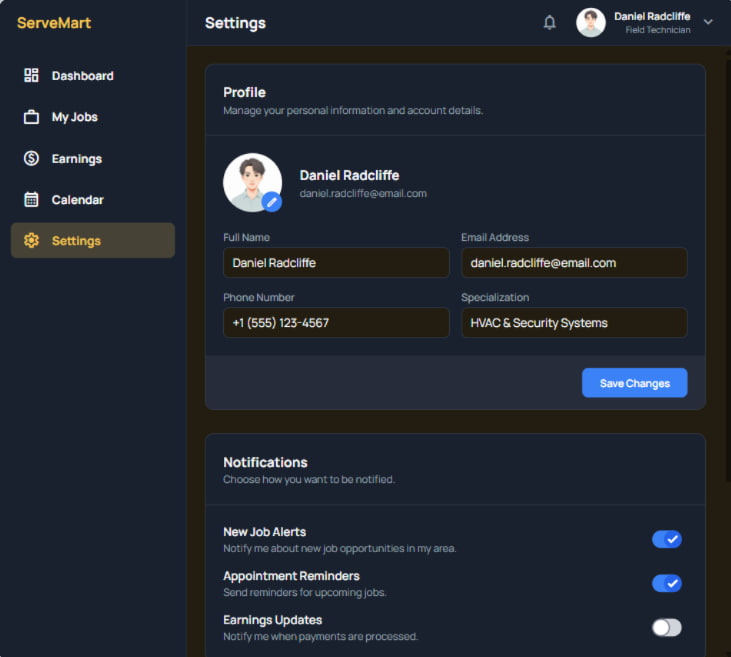 ServeMart
Dashboard
My Jobs
Earnings
Calendar
Settings
Settings
Daniel Radcliffe
Field Technician
Profile
Manage your personal information and account details.
Daniel Radcliffe
daniel.radcliffe@email.com
Full Name
Email Address
Daniel Radcliffe
daniel.radcliffe@email.com
Phone Number
Specialization
+1 (555) 123-4567
HVAC & Security Systems
Save Changes
Notifications
Choose how you want to be notified.
New Job Alerts
Notify me about new job opportunities in my area.
Appointment Reminders
Send reminders for upcoming jobs.
Earnings Updates
Notify me when payments are processed.